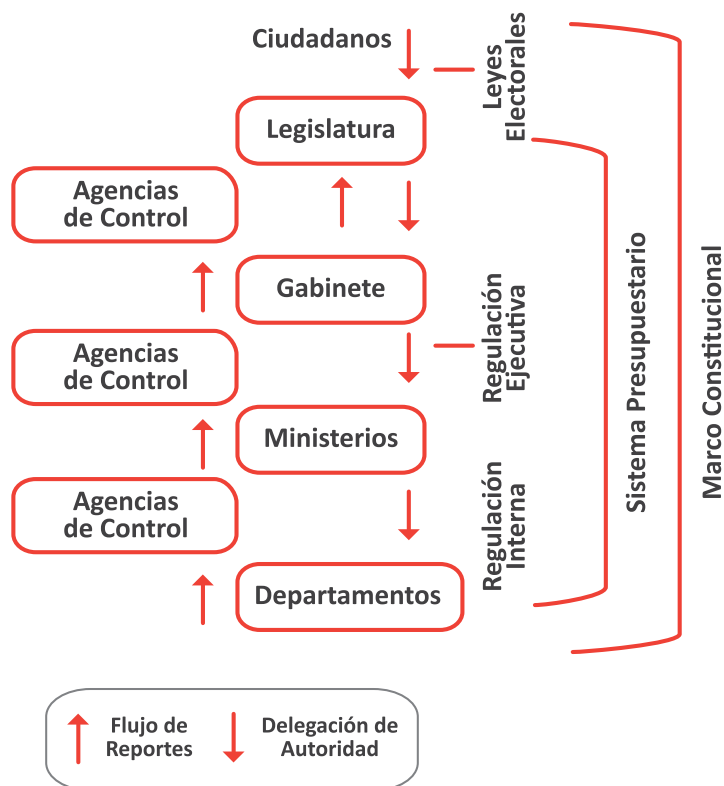 Ciudadanos
Leyes
Electorales
Legislatura
Agencias
de Control
Gabinete
Regulación
Ejecutiva
Agencias
de Control
Ministerios
Agencias
de Control
Regulación
Interna
Departamentos
Sistema Presupuestario
Marco Constitucional
Flujo de
Reportes
Delegación de
Autoridad